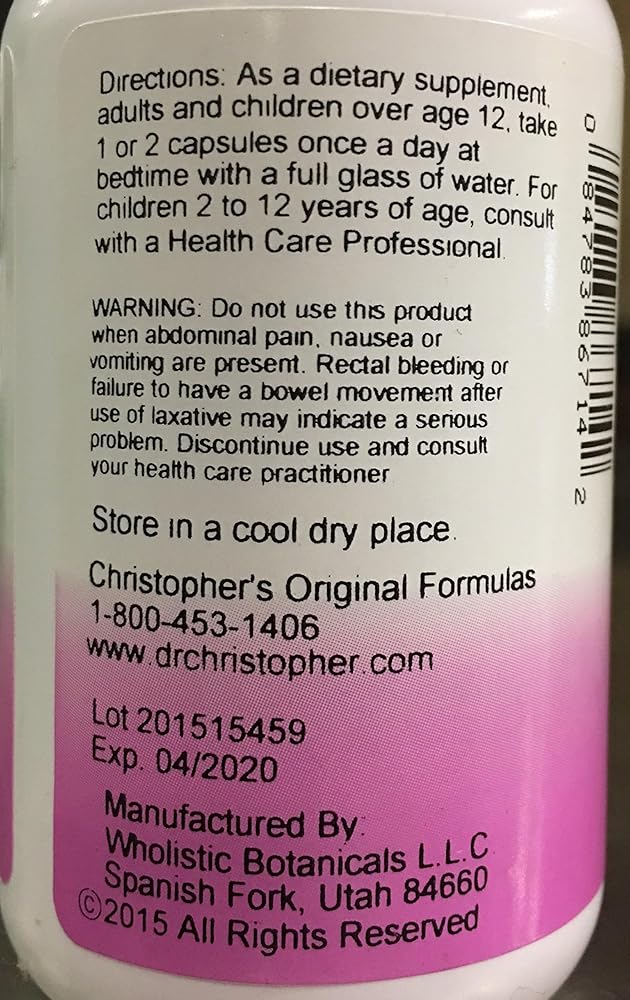 Directions: As a dietary supplement,
adults and children over age 12, take
1 or 2 capsules once a day at
bedtime with a full glass of water. For
children 2 to 12 years of age, consult
with a Health Care Professional.
WARNING: Do not use this product
when abdominal pain, nausea or
vomiting are present. Rectal bleeding or
failure to have a bowel movement after
use of laxative may indicate a serious
problem. Discontinue use and consult
your health care practitioner
Store in a cool dry place.
Christopher's Original Formulas
1-800-453-1406
www.drchristopher.com
Lot 201515459
Exp. 04/2020
Manufactured By:
Wholistic Botanicals L.L.C
Spanish Fork, Utah 84660
©2015 All Rights Reserved
0 84783 86714 2